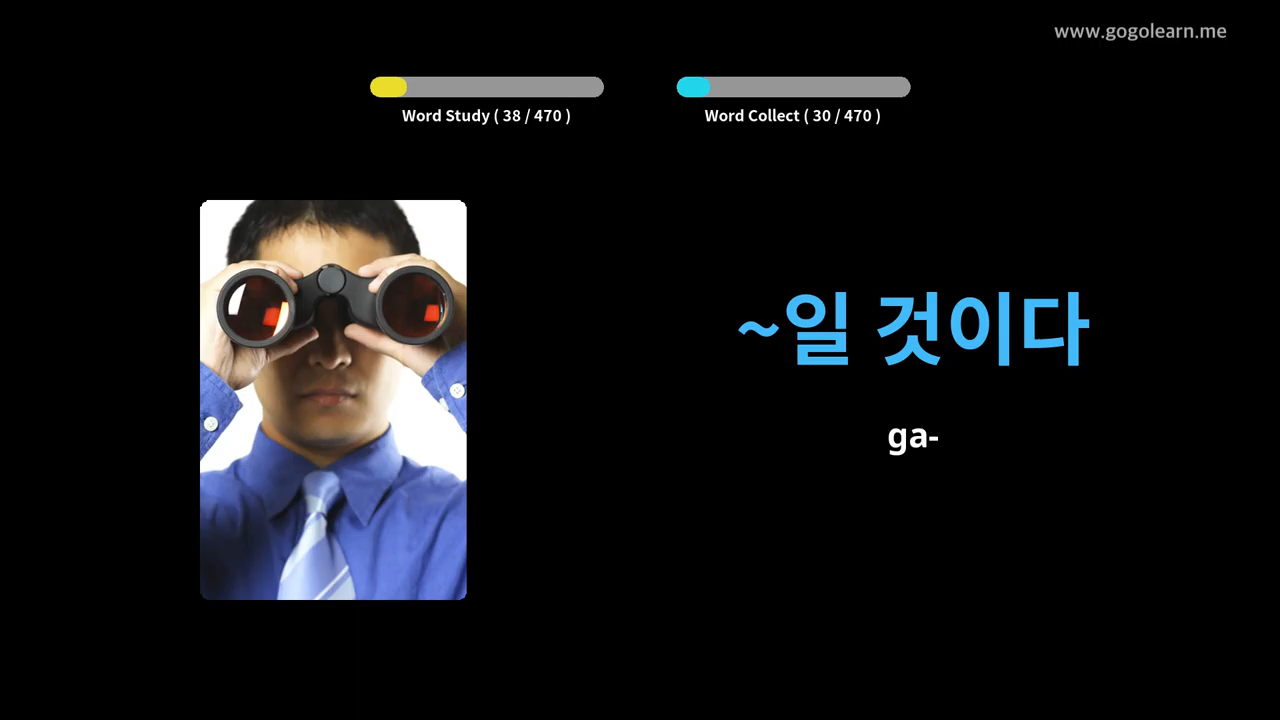 www.gogolearn.me
Word Study ( 38 / 470 )
Word Collect ( 30 / 470 )
~일 것이다
ga-